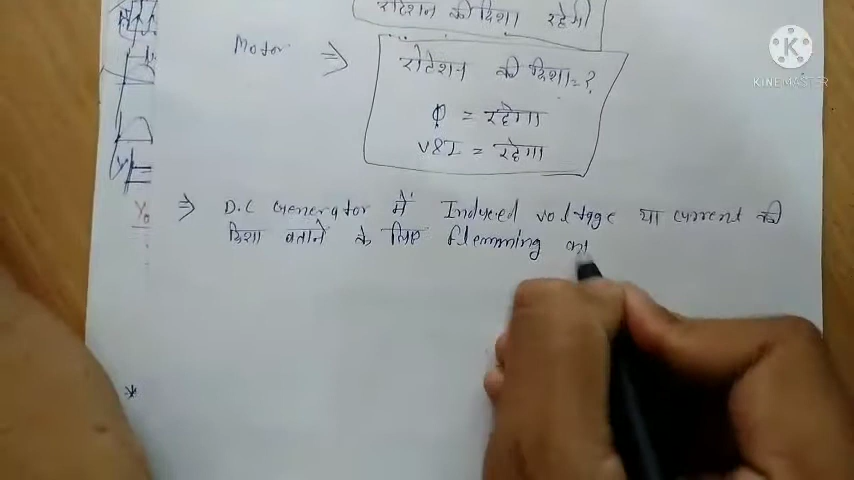 रोटेशन की दिशा रहेगी
Motor ⇒ रोटेशन की दिशा = ?
φ = रहेगा
V&I = रहेगा
KINEMASTER
⇒ D.C Generator में Induced voltage या current की
दिशा बताने के लिए flemming का